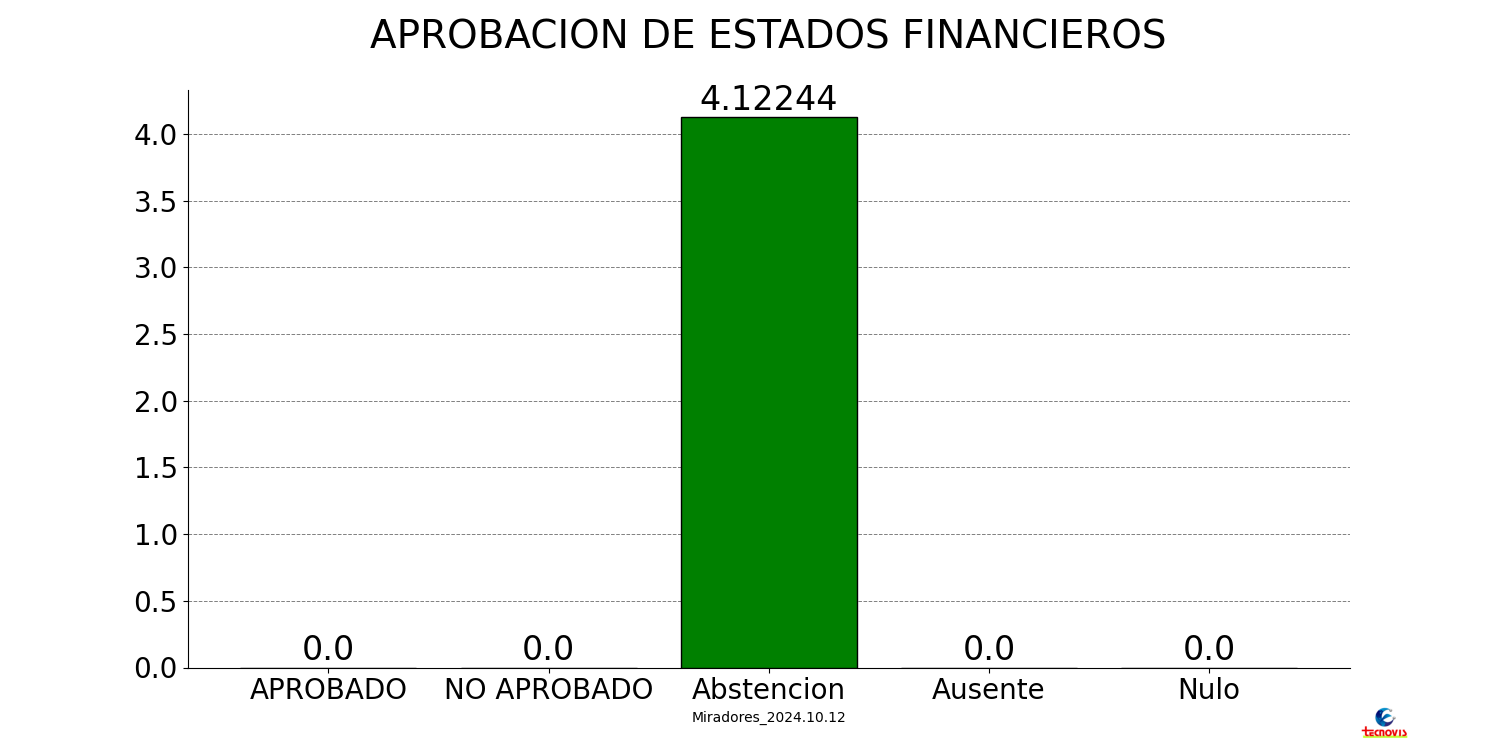 APROBACION DE ESTADOS FINANCIEROS
4.12244
4.0
3.5
3.0
2.5
2.0
1.5
1.0
0.5
0.0
0.0 0.0 0.0 0.0
APROBADO NO APROBADO Abstencion Ausente Nulo
Miradores_2024.10.12
tecnovis